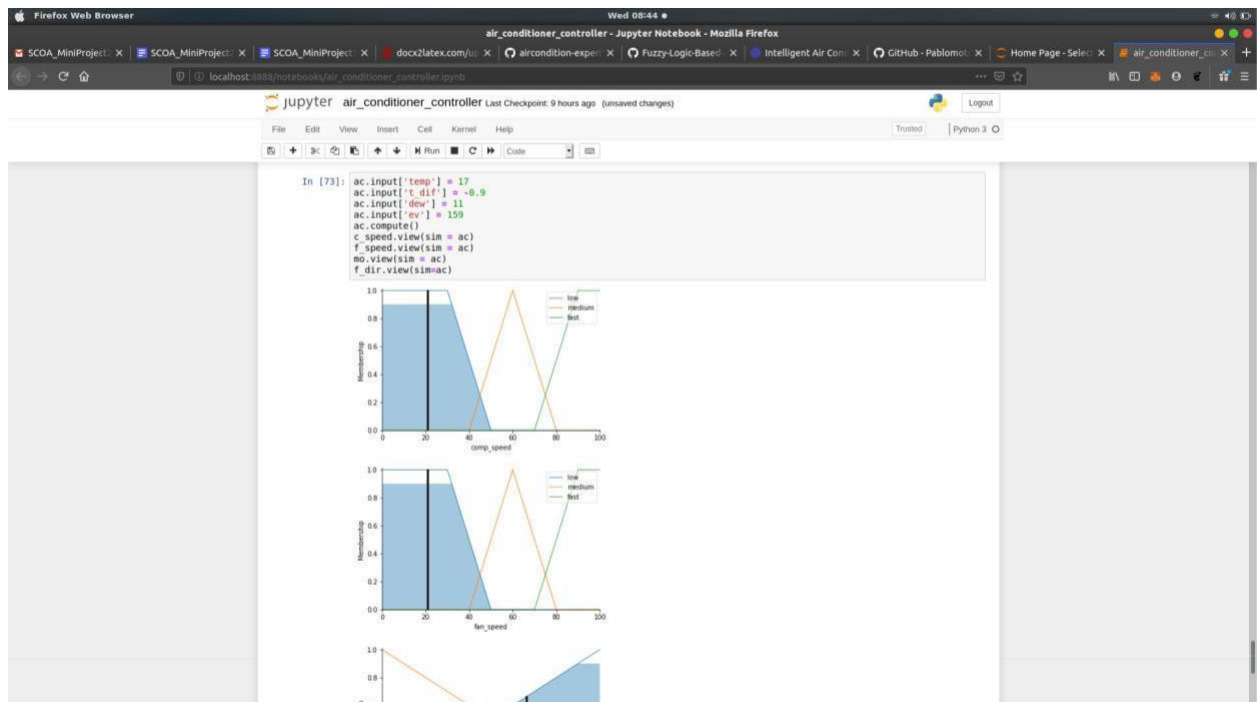 Firefox Web Browser
Wed 08:44
air_conditioner_controller - Jupyter Notebook - Mozilla Firefox
SCOA_MiniProject SCOA_MiniProject SCOA_MiniProject docx2latex.com/u aircondition-exper Fuzzy-Logic-Based- Intelligent Air Con GitHub - Pablomot Home Page - Selec air_conditioner_co
localhost:8888/notebooks/air_conditioner_controller.ipynb
Jupyter air_conditioner_controller Last Checkpoint: 9 hours ago (unsaved changes)
Logout
File Edit View Insert Cell Kernel Help
Trusted Python 3
Run Code
In [73]: ac.input['temp'] = 17
ac.input['t_dif'] = -0.9
ac.input['dew'] = 11
ac.input['ev'] = 159
ac.compute()
c_speed.view(sim = ac)
f_speed.view(sim = ac)
mo.view(sim = ac)
f_dir.view(sim=ac)
1.0
0.8
0.6
0.4
0.2
0.0
Membership
low
medium
fast
0 20 40 60 80 100
comp_speed
1.0
0.8
0.6
0.4
0.2
0.0
Membership
low
medium
fast
0 20 40 60 80 100
fan_speed
1.0
0.8